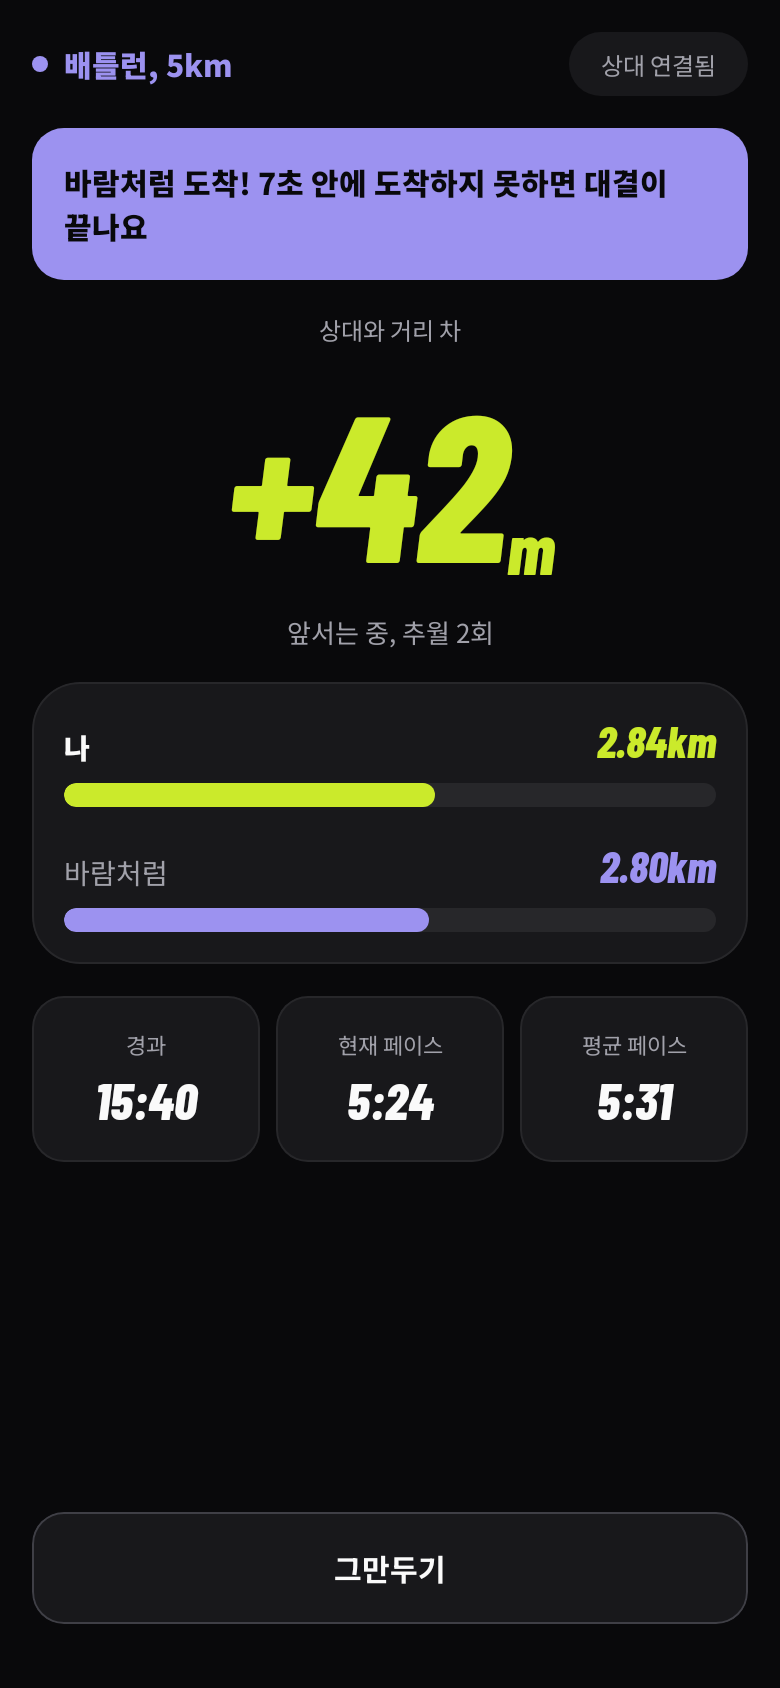 배틀런, 5km
상대 연결됨
바람처럼 도착! 7초 안에 도착하지 못하면 대결이
끝나요
상대와 거리 차
+42m
앞서는 중, 추월 2회
나
2.84km
바람처럼
2.80km
경과
15:40
현재 페이스
5:24
평균 페이스
5:31
그만두기